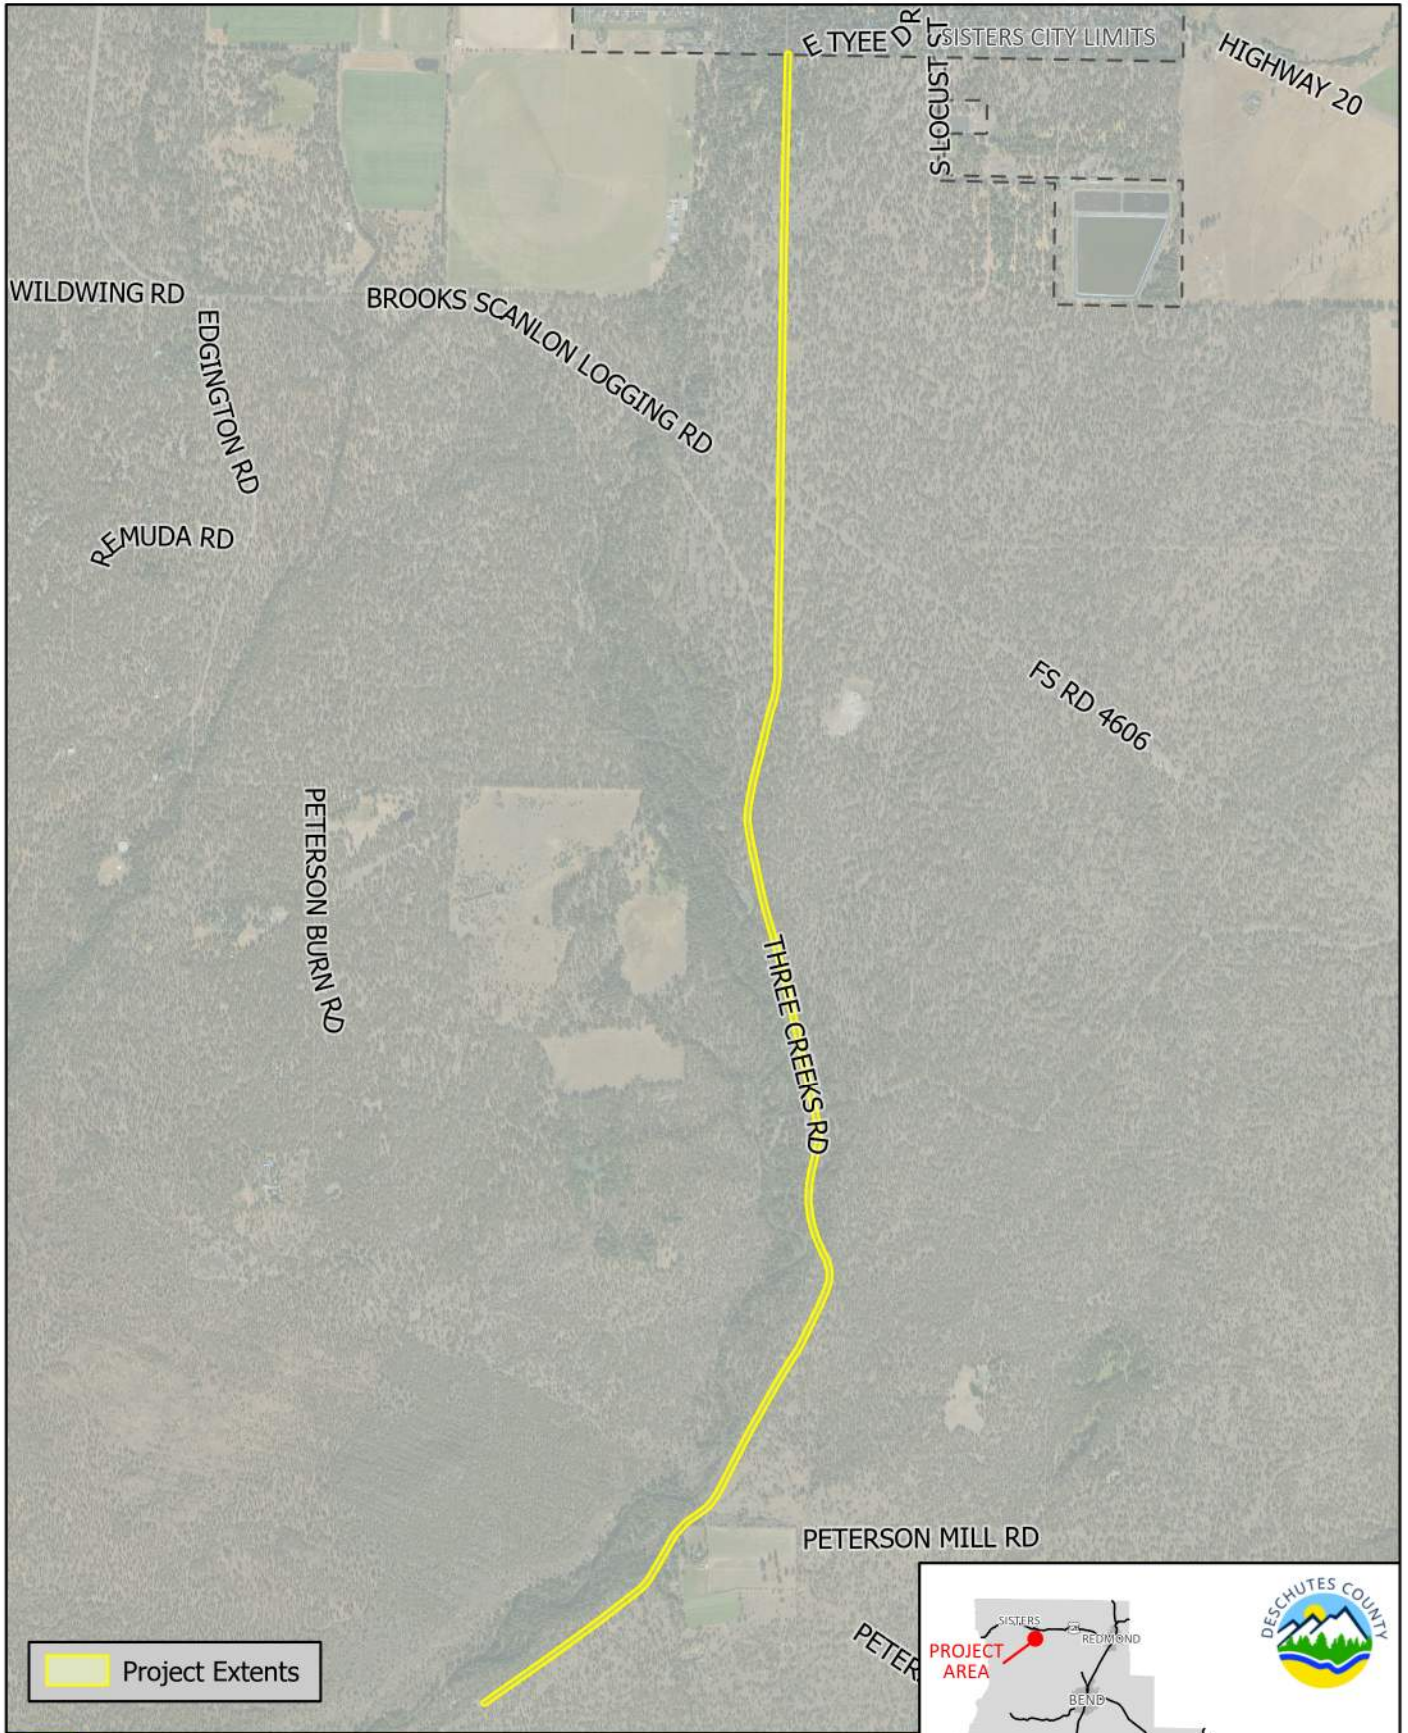 E TYEE DR
SISTERS CITY LIMITS
S LOCUST ST
HIGHWAY 20
WILDWING RD
BROOKS SCANLON LOGGING RD
EDGINGTON RD
REMUDA RD
FS RD 4606
PETERSON BURN RD
THREE CREEKS RD
PETERSON MILL RD
PETER
Project Extents
SISTERS
REDMOND
PROJECT
AREA
BEND
DESCHUTES COUNTY